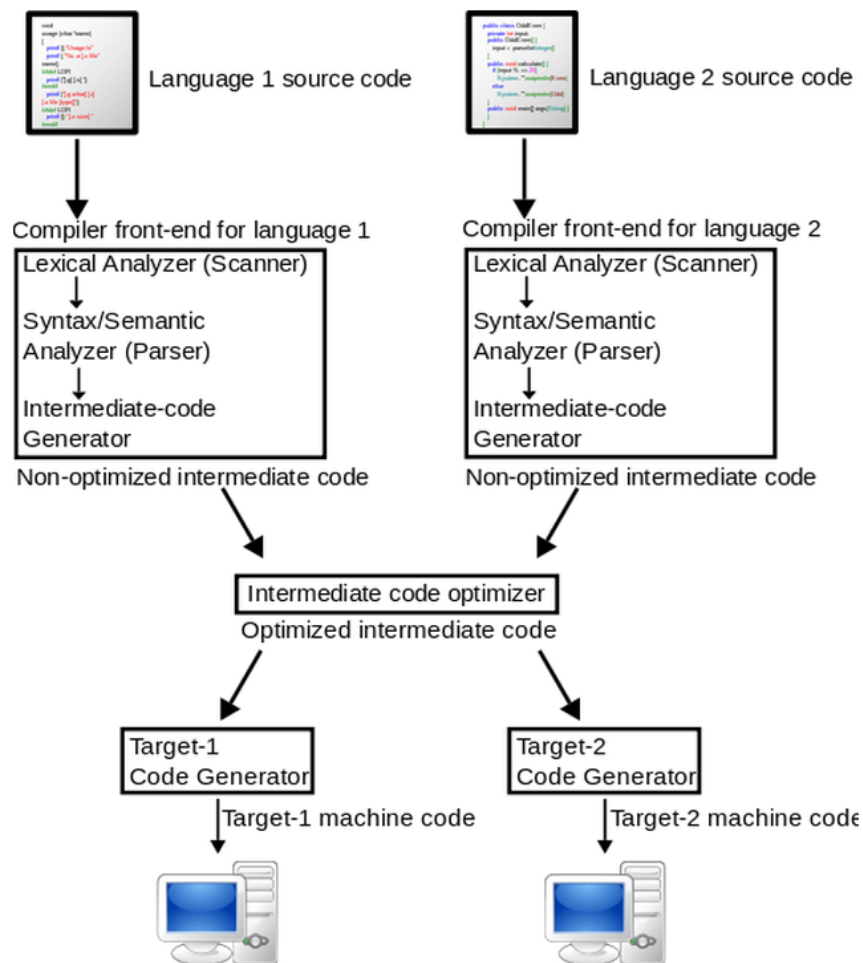 Language 1 source code
Language 2 source code
Compiler front-end for language 1
Lexical Analyzer (Scanner)
Syntax/Semantic
Analyzer (Parser)
Intermediate-code
Generator
Non-optimized intermediate code
Compiler front-end for language 2
Lexical Analyzer (Scanner)
Syntax/Semantic
Analyzer (Parser)
Intermediate-code
Generator
Non-optimized intermediate code
Intermediate code optimizer
Optimized intermediate code
Target-1
Code Generator
Target-1 machine code
Target-2
Code Generator
Target-2 machine code